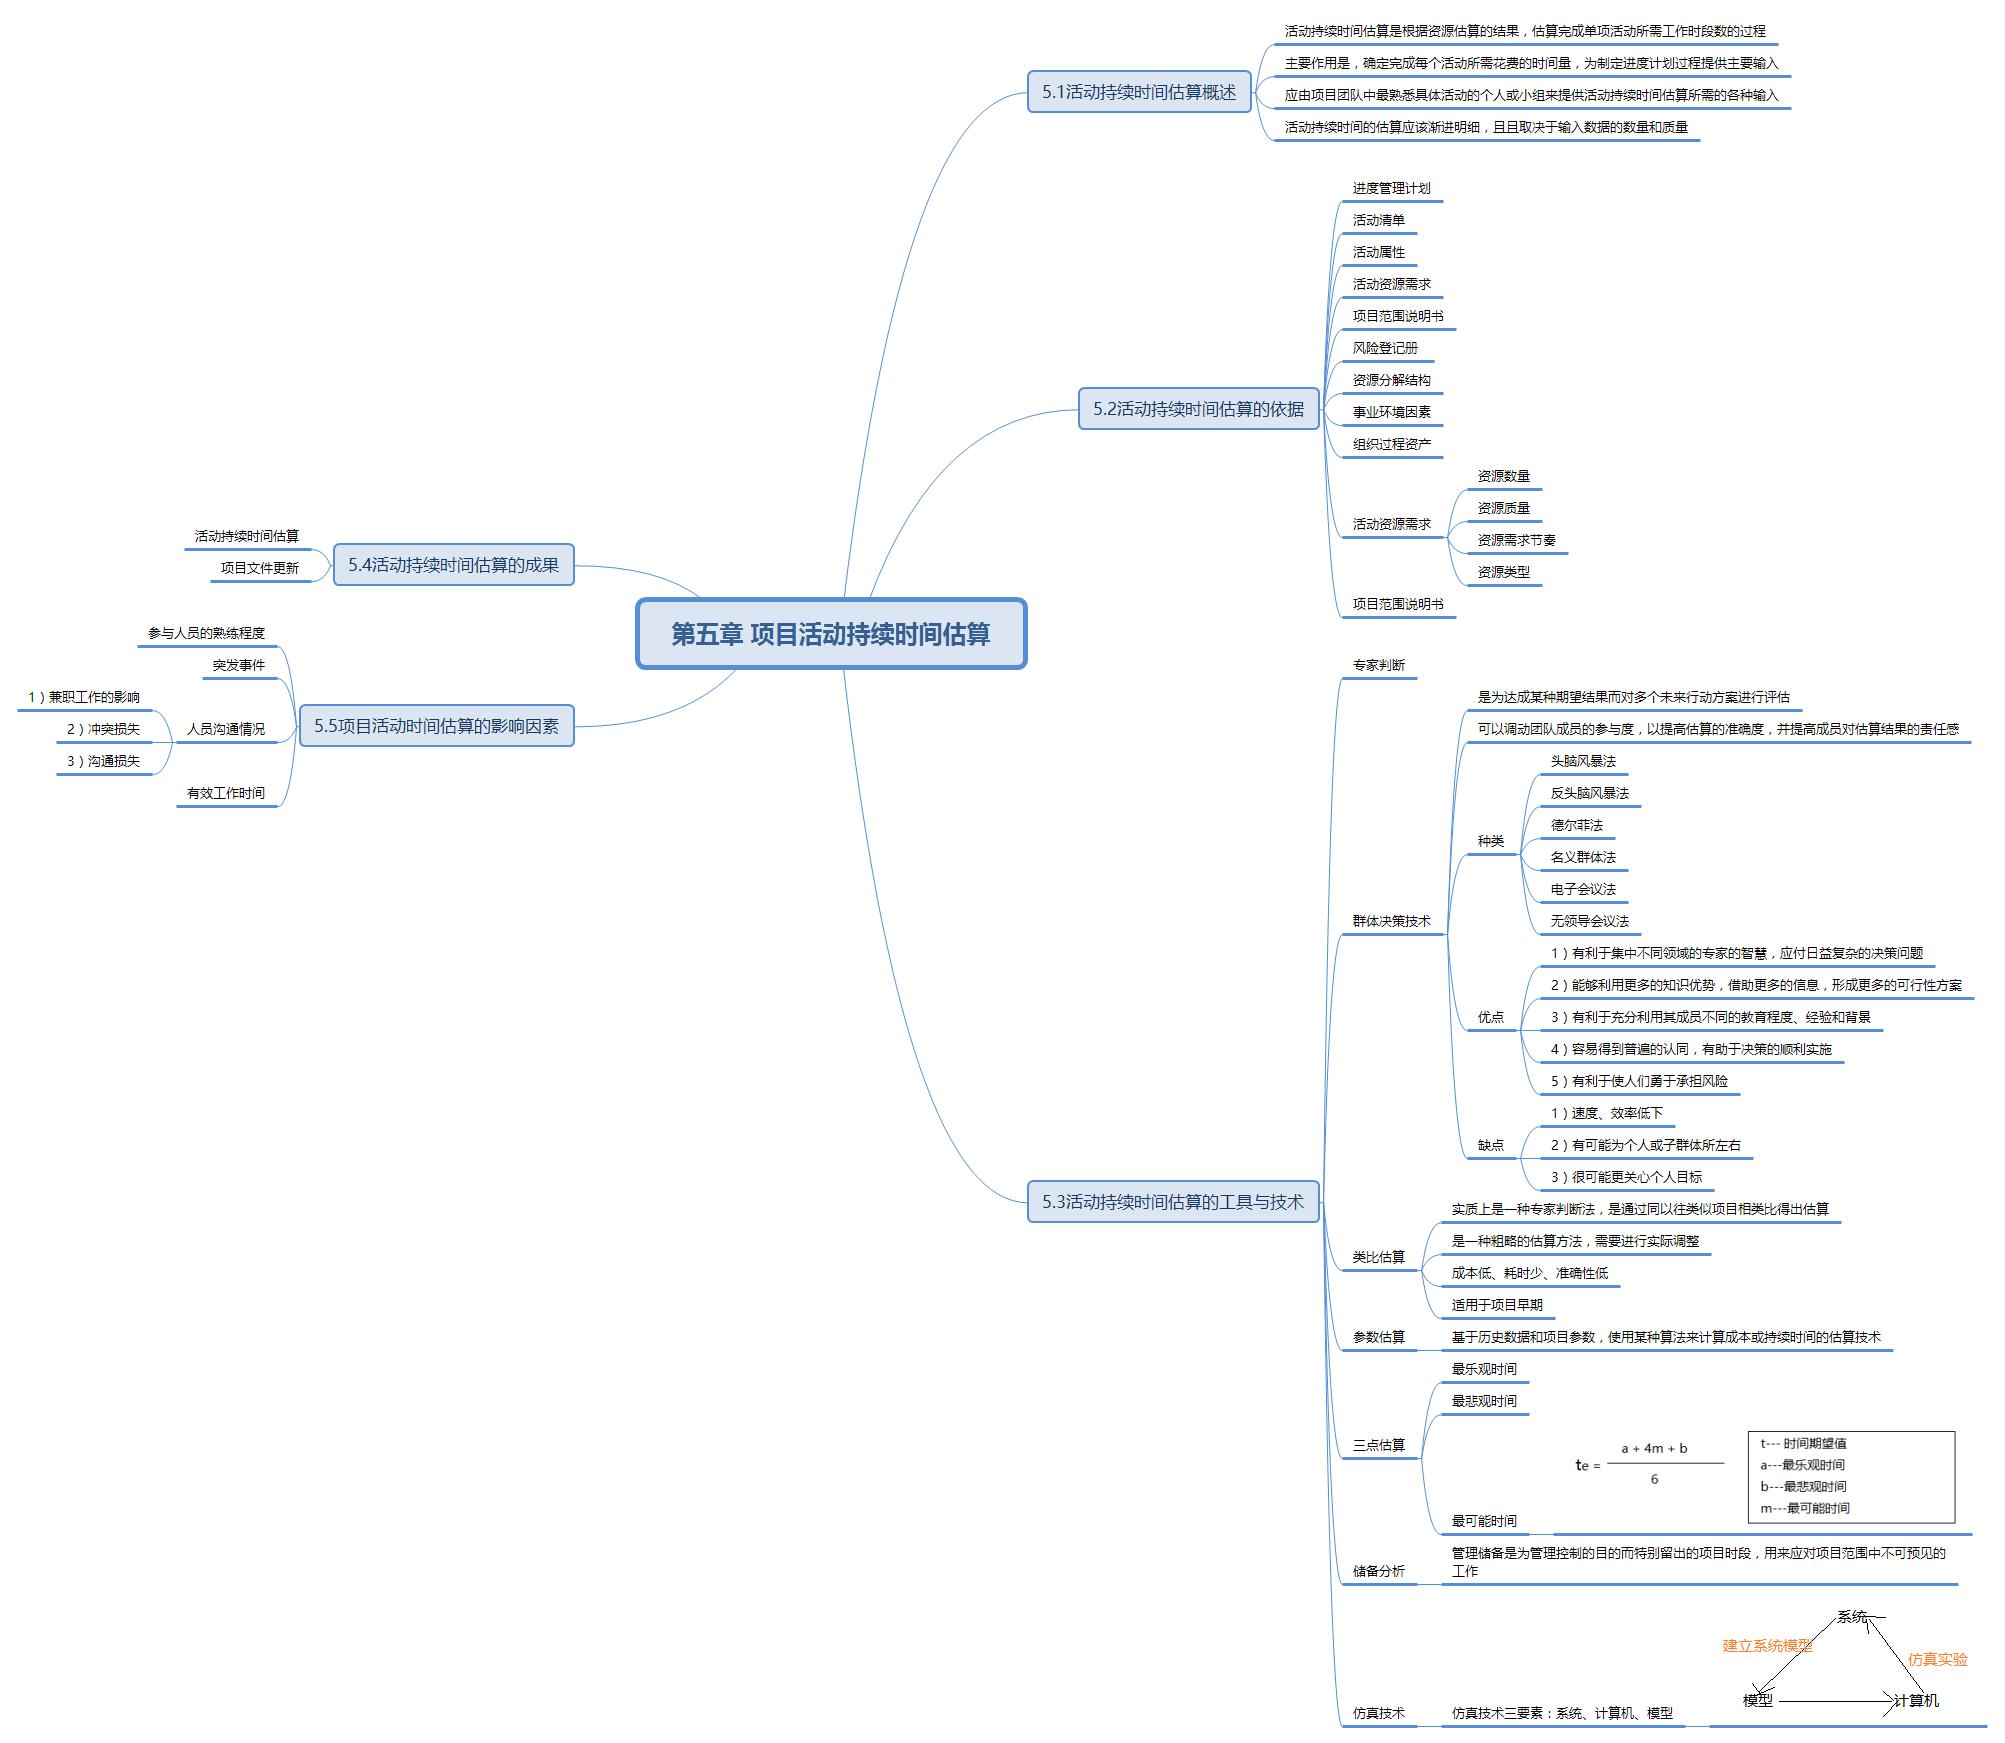 第五章 项目活动持续时间估算
5.1活动持续时间估算概述
活动持续时间估算是根据资源估算的结果，估算完成单项活动所需工作时段数的过程
主要作用是，确定完成每个活动所需花费的时间量，为制定进度计划过程提供主要输入
应由项目团队中最熟悉具体活动的个人或小组来提供活动持续时间估算所需的各种输入
活动持续时间的估算应该渐进明细，且且取决于输入数据的数量和质量
5.2活动持续时间估算的依据
进度管理计划
活动清单
活动属性
活动资源需求
项目范围说明书
风险登记册
资源分解结构
事业环境因素
组织过程资产
活动资源需求
资源数量
资源质量
资源需求节奏
资源类型
项目范围说明书
5.3活动持续时间估算的工具与技术
专家判断
群体决策技术
是为达成某种期望结果而对多个未来行动方案进行评估
可以调动团队成员的参与度，以提高估算的准确度，并提高成员对估算结果的责任感
种类
头脑风暴法
反头脑风暴法
德尔菲法
名义群体法
电子会议法
无领导会议法
优点
1）有利于集中不同领域的专家的智慧，应付日益复杂的决策问题
2）能够利用更多的知识优势，借助更多的信息，形成更多的可行性方案
3）有利于充分利用其成员不同的教育程度、经验和背景
4）容易得到普遍的认同，有助于决策的顺利实施
5）有利于使人们勇于承担风险
缺点
1）速度、效率低下
2）有可能为个人或子群体所左右
3）很可能更关心个人目标
类比估算
实质上是一种专家判断法，是通过同以往类似项目相类比得出估算
是一种粗略的估算方法，需要进行实际调整
成本低、耗时少、准确性低
适用于项目早期
参数估算
基于历史数据和项目参数，使用某种算法来计算成本或持续时间的估算技术
三点估算
最乐观时间
最悲观时间
最可能时间
a + 4m + b
te =
6
t--- 时间期望值
a---最乐观时间
b---最悲观时间
m---最可能时间
储备分析
管理储备是为管理控制的目的而特别留出的项目时段，用来应对项目范围中不可预见的
工作
仿真技术
仿真技术三要素：系统、计算机、模型
系统
建立系统模型
仿真实验
模型
计算机
5.4活动持续时间估算的成果
活动持续时间估算
项目文件更新
5.5项目活动时间估算的影响因素
参与人员的熟练程度
突发事件
人员沟通情况
1）兼职工作的影响
2）冲突损失
3）沟通损失
有效工作时间